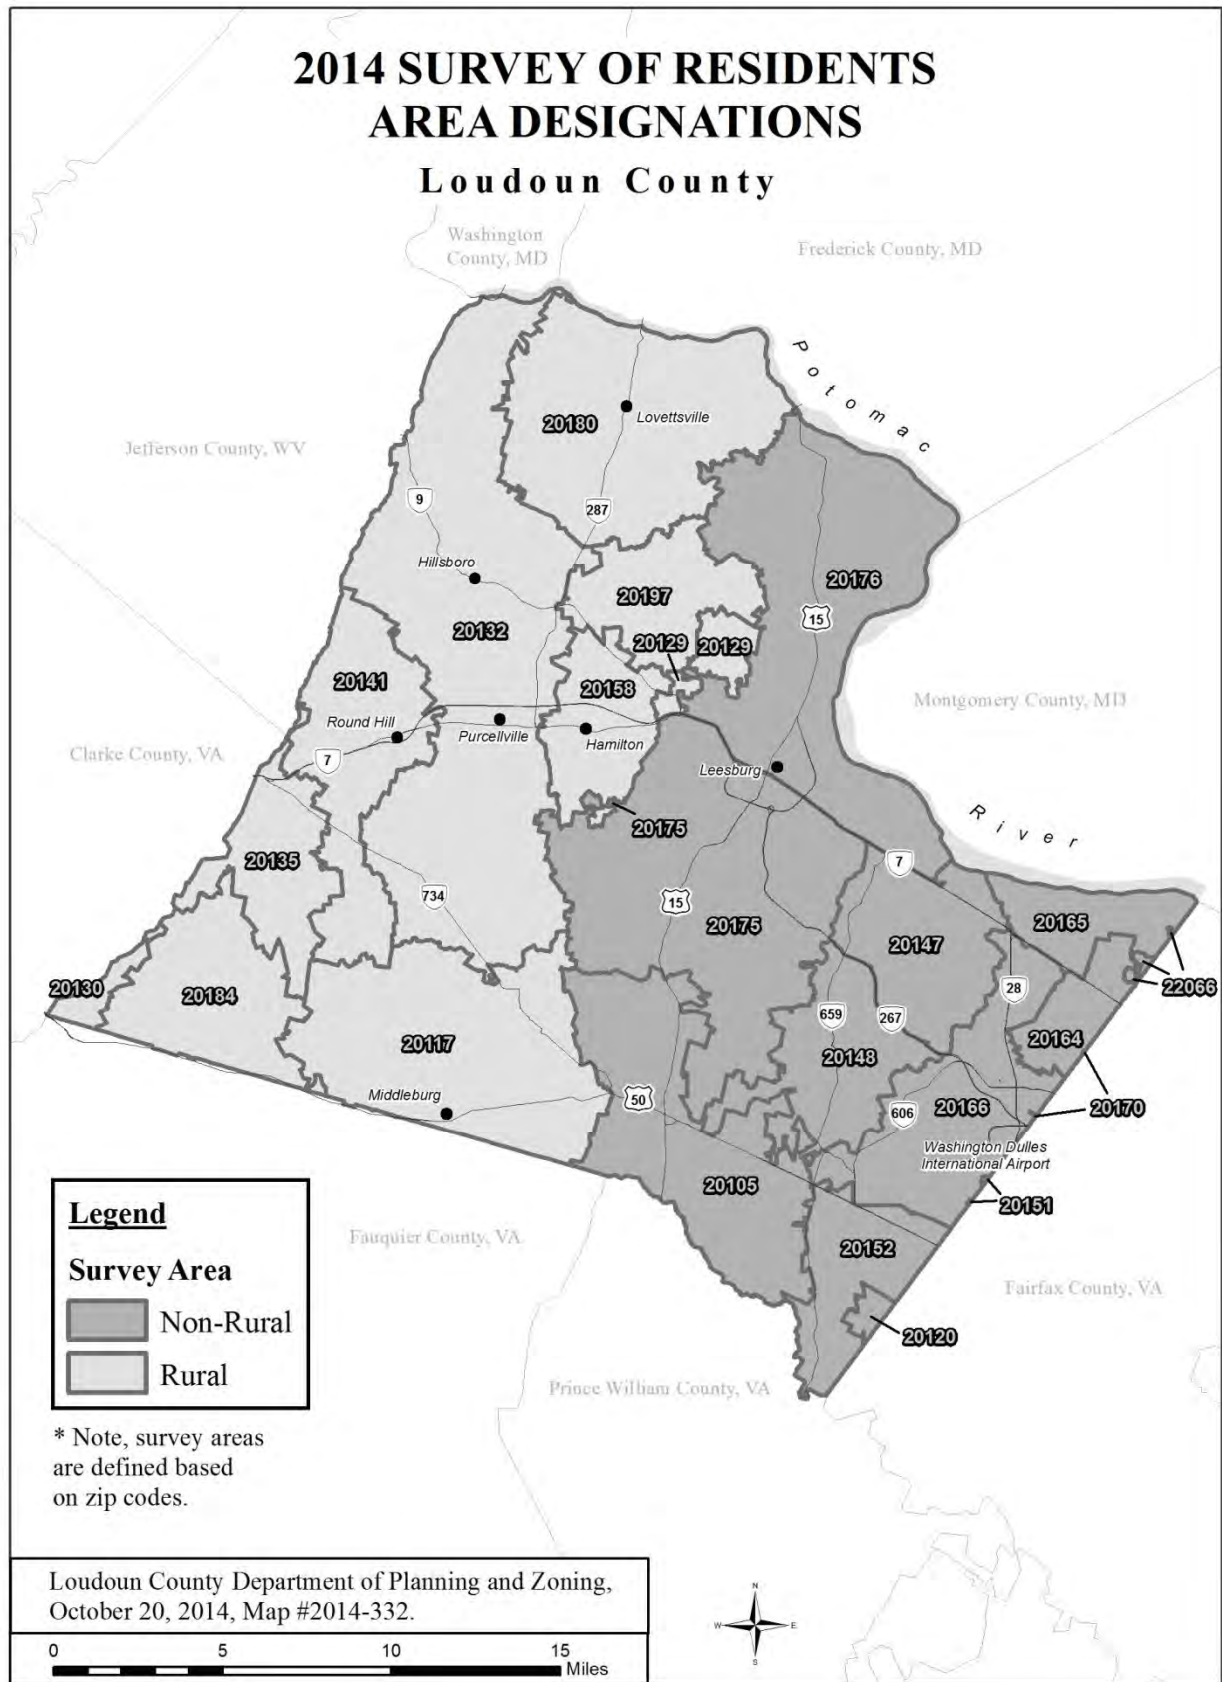 2014 SURVEY OF RESIDENTS
AREA DESIGNATIONS
Loudoun County
Washington
County, MD
Frederick County, MD
Potomac
Jefferson County, WV
20180
Lovettsville
9
287
Hillsboro
20176
20197
15
20132
20129
20129
20141
20158
Montgomery County, MD
Round Hill
Purcellville
Hamilton
Clarke County, VA
7
Leesburg
River
20175
7
20135
734
15
20175
20147
20165
20130
20184
28
22066
659
267
20164
20117
20148
Middleburg
50
606
20166
20170
Washington Dulles
International Airport
20105
20151
Legend
Survey Area
Non-Rural
Rural
Fauquier County, VA
20152
Fairfax County, VA
20120
Prince William County, VA
* Note, survey areas
are defined based
on zip codes.
Loudoun County Department of Planning and Zoning,
October 20, 2014, Map #2014-332.
N
W E
S
0 5 10 15
Miles